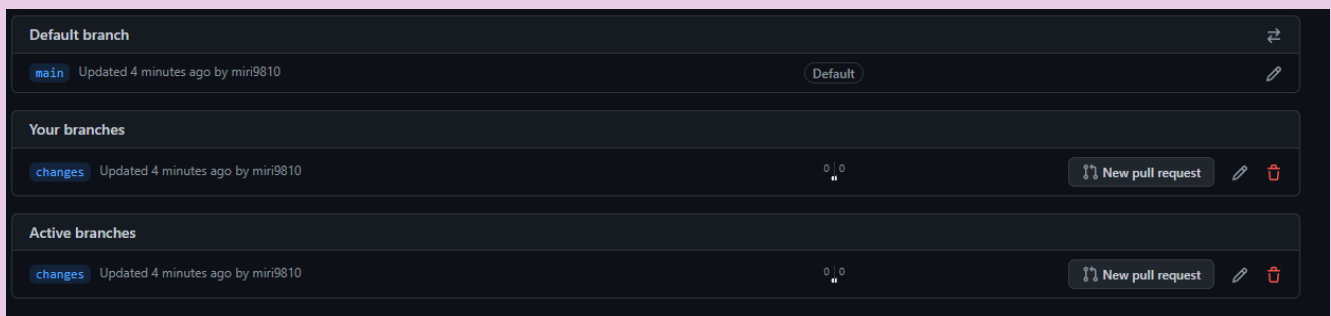 Default branch
main Updated 4 minutes ago by miri9810 Default
Your branches
changes Updated 4 minutes ago by miri9810 0 | 0 New pull request
Active branches
changes Updated 4 minutes ago by miri9810 0 | 0 New pull request